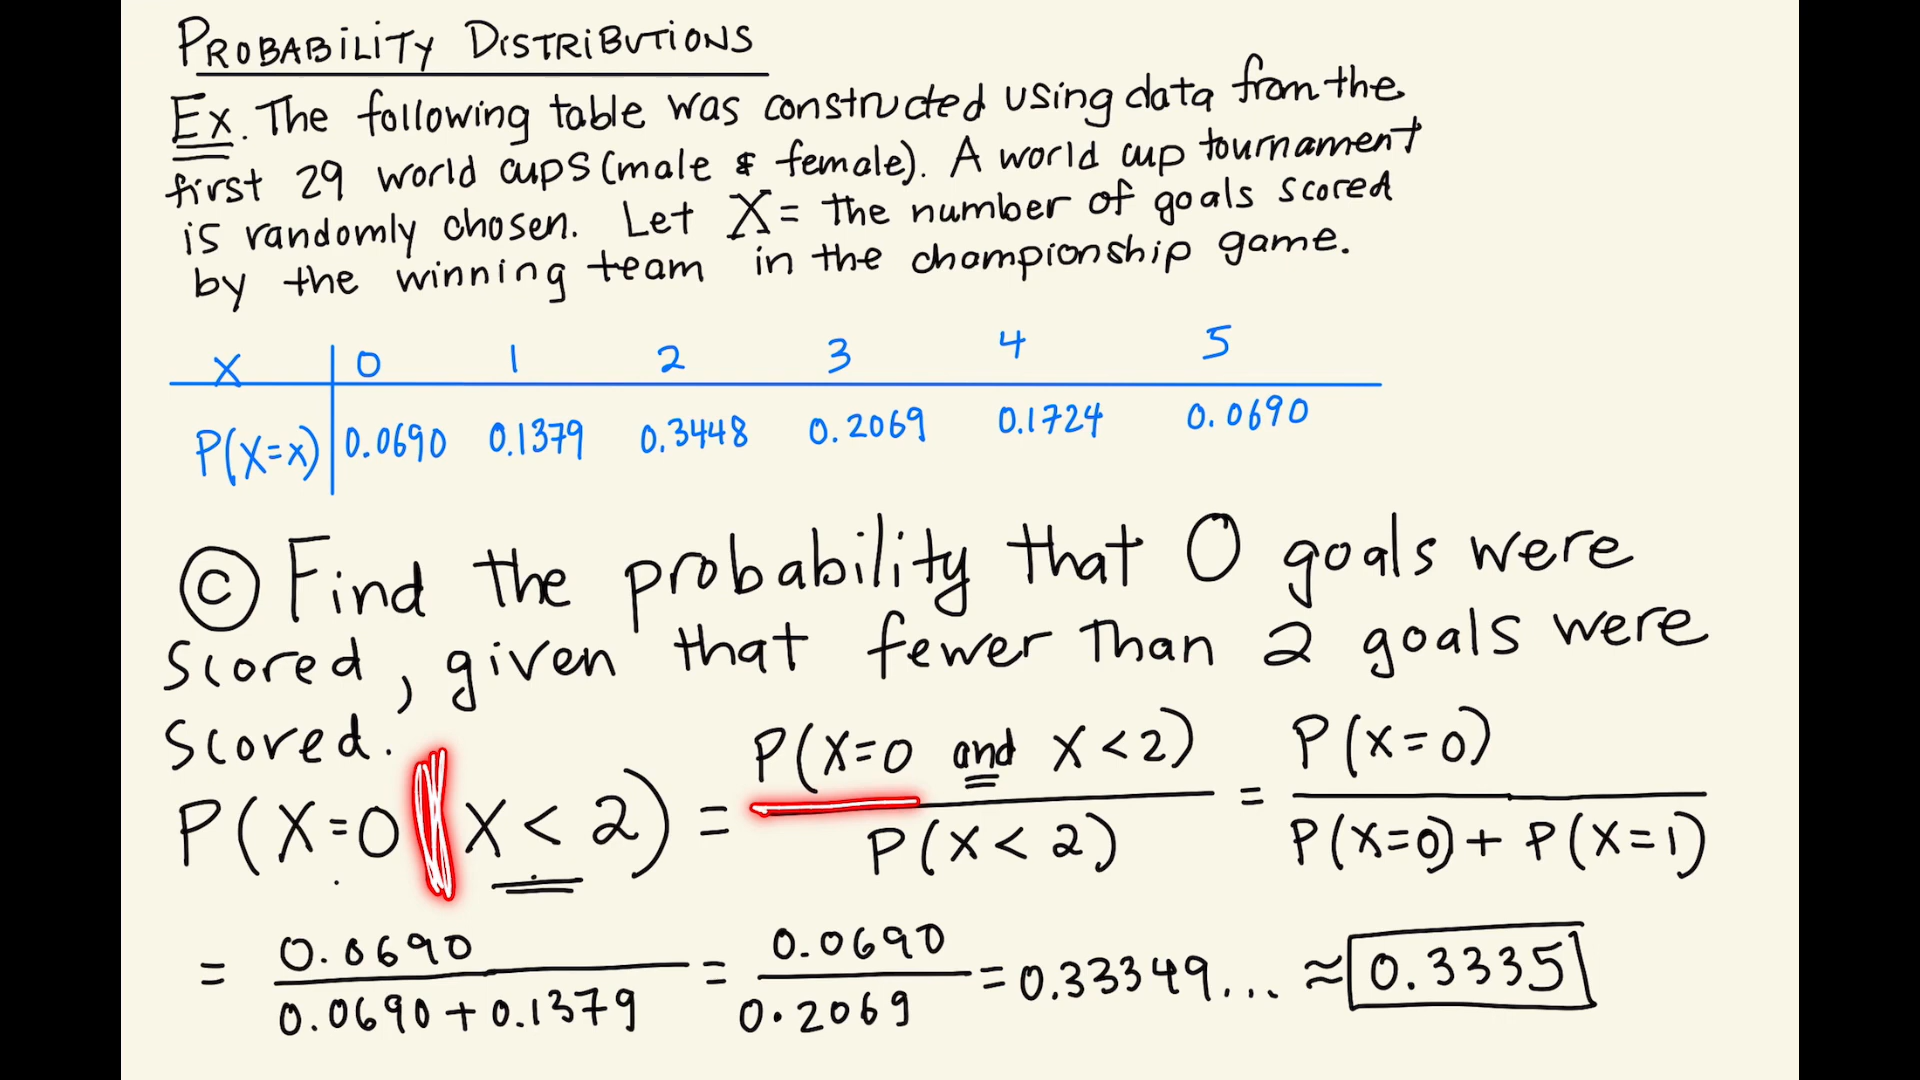 PROBABILITY DISTRIBUTIONS
Ex. The following table was constructed using data from the
first 29 world cups (male & female). A world cup tournament
is randomly chosen. Let X = the number of goals scored
by the winning team in the championship game.
x | 0 1 2 3 4 5
P(X=x) | 0.0690 0.1379 0.3448 0.2069 0.1724 0.0690
Ⓒ Find the probability that 0 goals were
scored, given that fewer than 2 goals were
scored.
P(X=0 | X < 2) = P(X=0 and X < 2) / P(X < 2) = P(X=0) / P(X=0) + P(X=1)
= 0.0690 / 0.0690 + 0.1379 = 0.0690 / 0.2069 = 0.33349... ≈ 0.3335